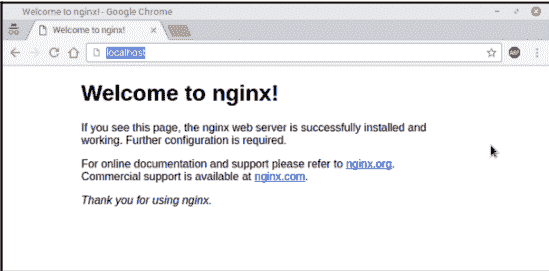 Welcome to nginx! - Google Chrome
Welcome to nginx!
localhost
ABP
Welcome to nginx!
If you see this page, the nginx web server is successfully installed and
working. Further configuration is required.
For online documentation and support please refer to nginx.org.
Commercial support is available at nginx.com.
Thank you for using nginx.